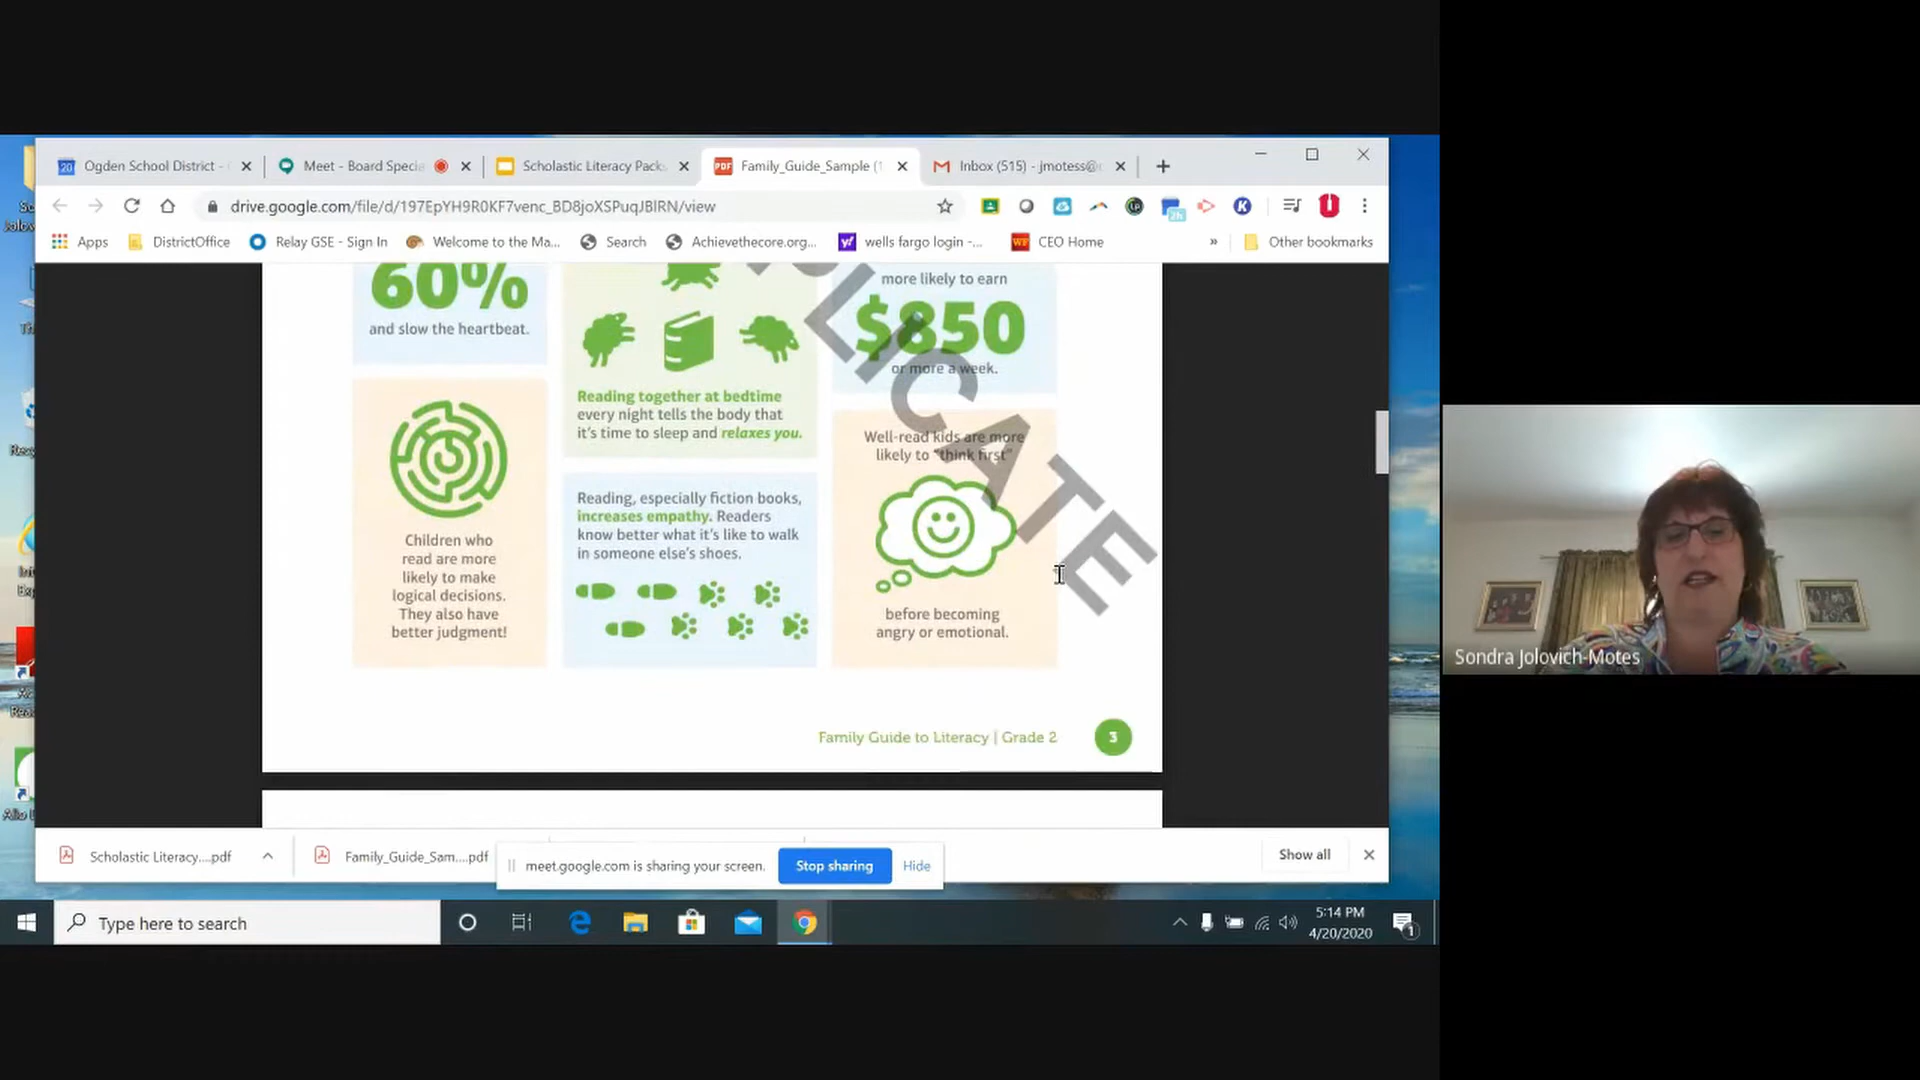 Ogden School District -
Meet - Board Specia
Scholastic Literacy Pack
Family_Guide_Sample (1
Inbox (515) - jmotess@
drive.google.com/file/d/197EpYH9R0KF7venc_BD8joXSPuqJBIRN/view
Apps
DistrictOffice
Relay GSE - Sign In
Welcome to the Ma...
Search
Achievethecore.org...
wells fargo login -...
CEO Home
»
Other bookmarks
60%
and slow the heartbeat.
more likely to earn
$850
or more a week.
Reading together at bedtime
every night tells the body that
it's time to sleep and relaxes you.
Children who
read are more
likely to make
logical decisions.
They also have
better judgment!
Reading, especially fiction books,
increases empathy. Readers
know better what it's like to walk
in someone else's shoes.
Well-read kids are more
likely to "think first"
before becoming
angry or emotional.
PLICATE
Family Guide to Literacy | Grade 2
3
Sondra Jolovich-Motes
Scholastic Literacy....pdf
Family_Guide_Sam....pdf
meet.google.com is sharing your screen.
Stop sharing
Hide
Show all
Type here to search
5:14 PM
4/20/2020